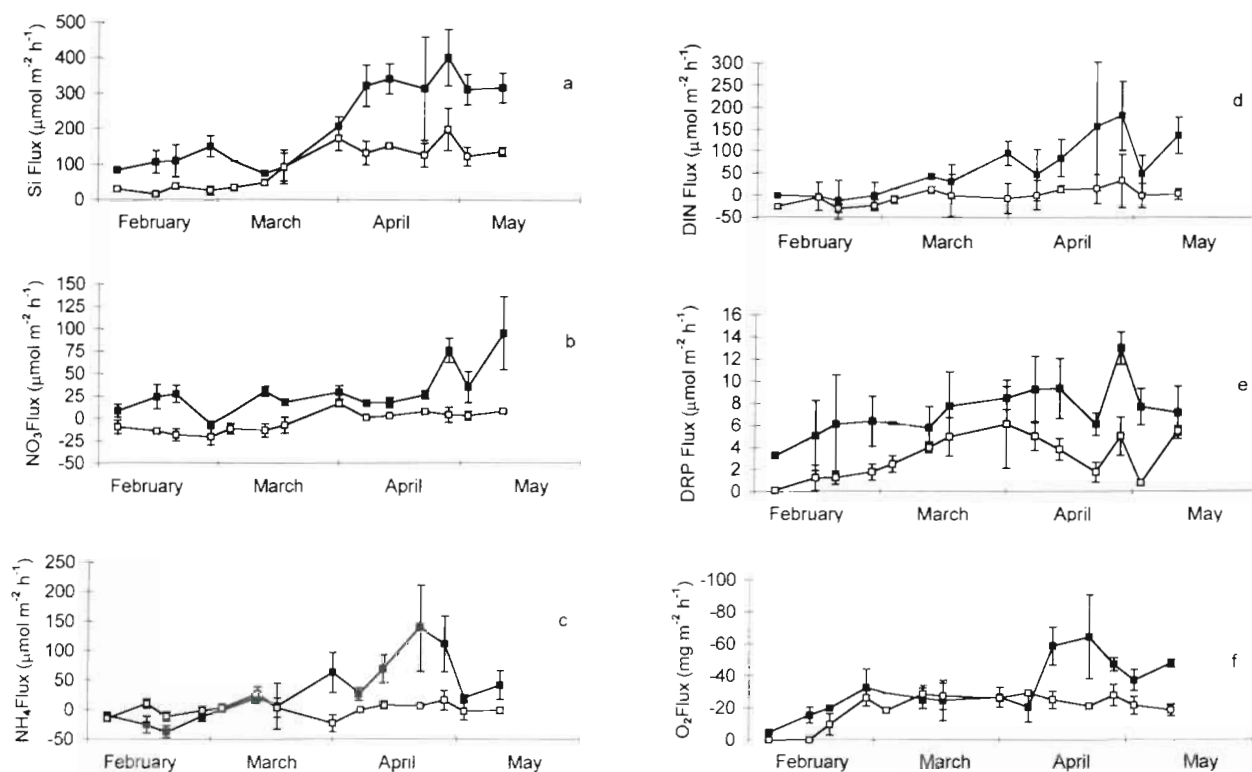 Si Flux (μmol m⁻² h⁻¹)
500
400
300
200
100
0
a
February March April May
NO₃Flux (μmol m⁻² h⁻¹)
100
75
50
25
0
-25
-50
b
February March April May
NH₄Flux (μmol m⁻² h⁻¹)
250
200
150
100
50
0
-50
c
February March April May
DIN Flux (μmol m⁻² h⁻¹)
300
250
200
150
100
50
0
-50
d
February March April May
DRP Flux (μmol m⁻² h⁻¹)
16
14
12
10
8
6
4
2
0
e
February March April May
O₂Flux (mg m⁻² h⁻¹)
-100
-80
-60
-40
-20
0
f
February March April May